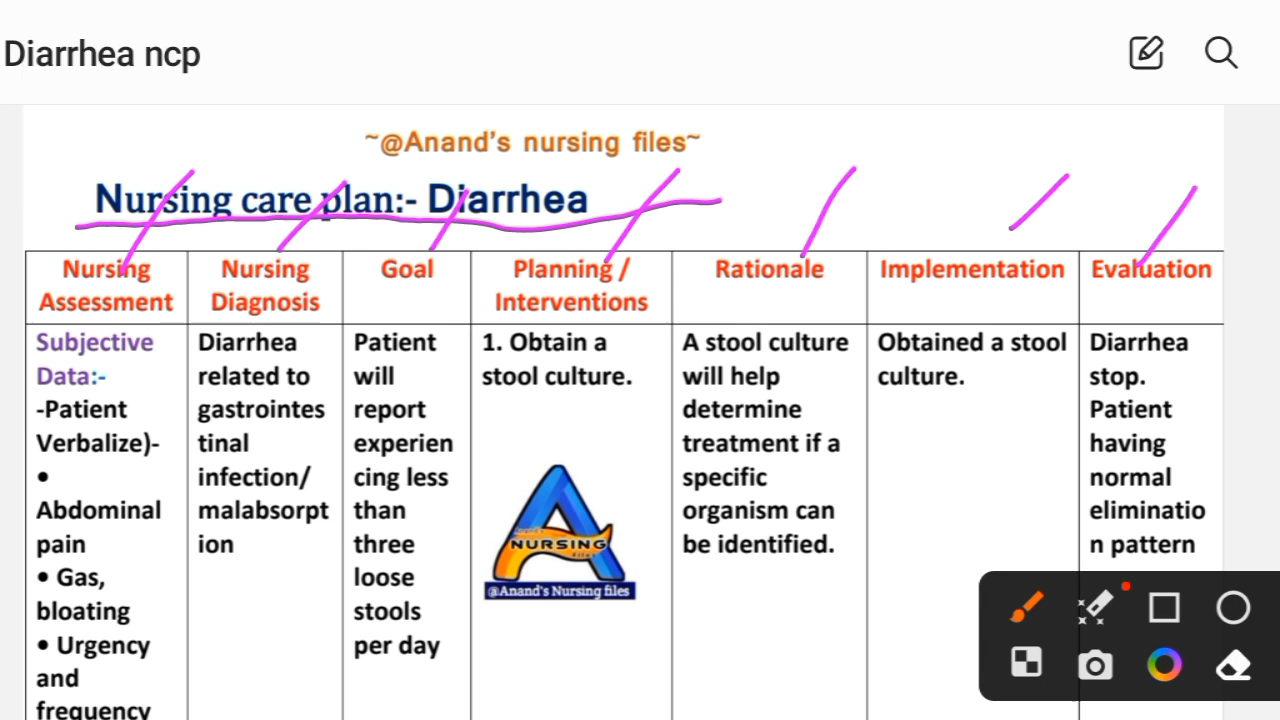 Diarrhea ncp
~@Anand's nursing files~
Nursing care plan:- Diarrhea
Nursing
Assessment
Nursing
Diagnosis
Goal
Planning /
Interventions
Rationale
Implementation
Evaluation
Subjective
Data:-
-Patient
Verbalize)-
•
Abdominal
pain
• Gas,
bloating
• Urgency
and
frequency
Diarrhea
related to
gastrointes
tinal
infection/
malabsorpt
ion
Patient
will
report
experien
cing less
than
three
loose
stools
per day
1. Obtain a
stool culture.
Anand's
NURSING
files
@Anand's Nursing files
A stool culture
will help
determine
treatment if a
specific
organism can
be identified.
Obtained a stool
culture.
Diarrhea
stop.
Patient
having
normal
eliminatio
n pattern